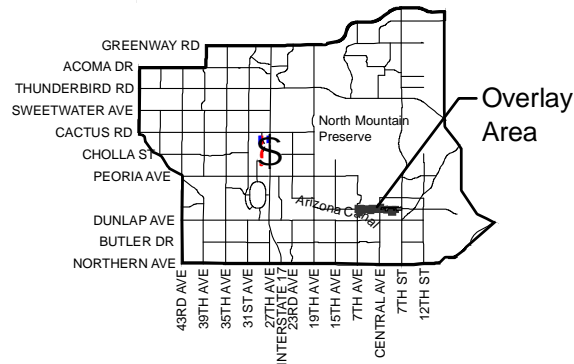 GREENWAY RD
ACOMA DR
THUNDERBIRD RD
SWEETWATER AVE
CACTUS RD
CHOLLA ST
PEORIA AVE
DUNLAP AVE
BUTLER DR
NORTHERN AVE
North Mountain
Preserve
Overlay
Area
S
Arizona Canal
43RD AVE
39TH AVE
35TH AVE
31ST AVE
27TH AVE
INTERSTATE 17
23RD AVE
19TH AVE
15TH AVE
7TH AVE
CENTRAL AVE
7TH ST
12TH ST